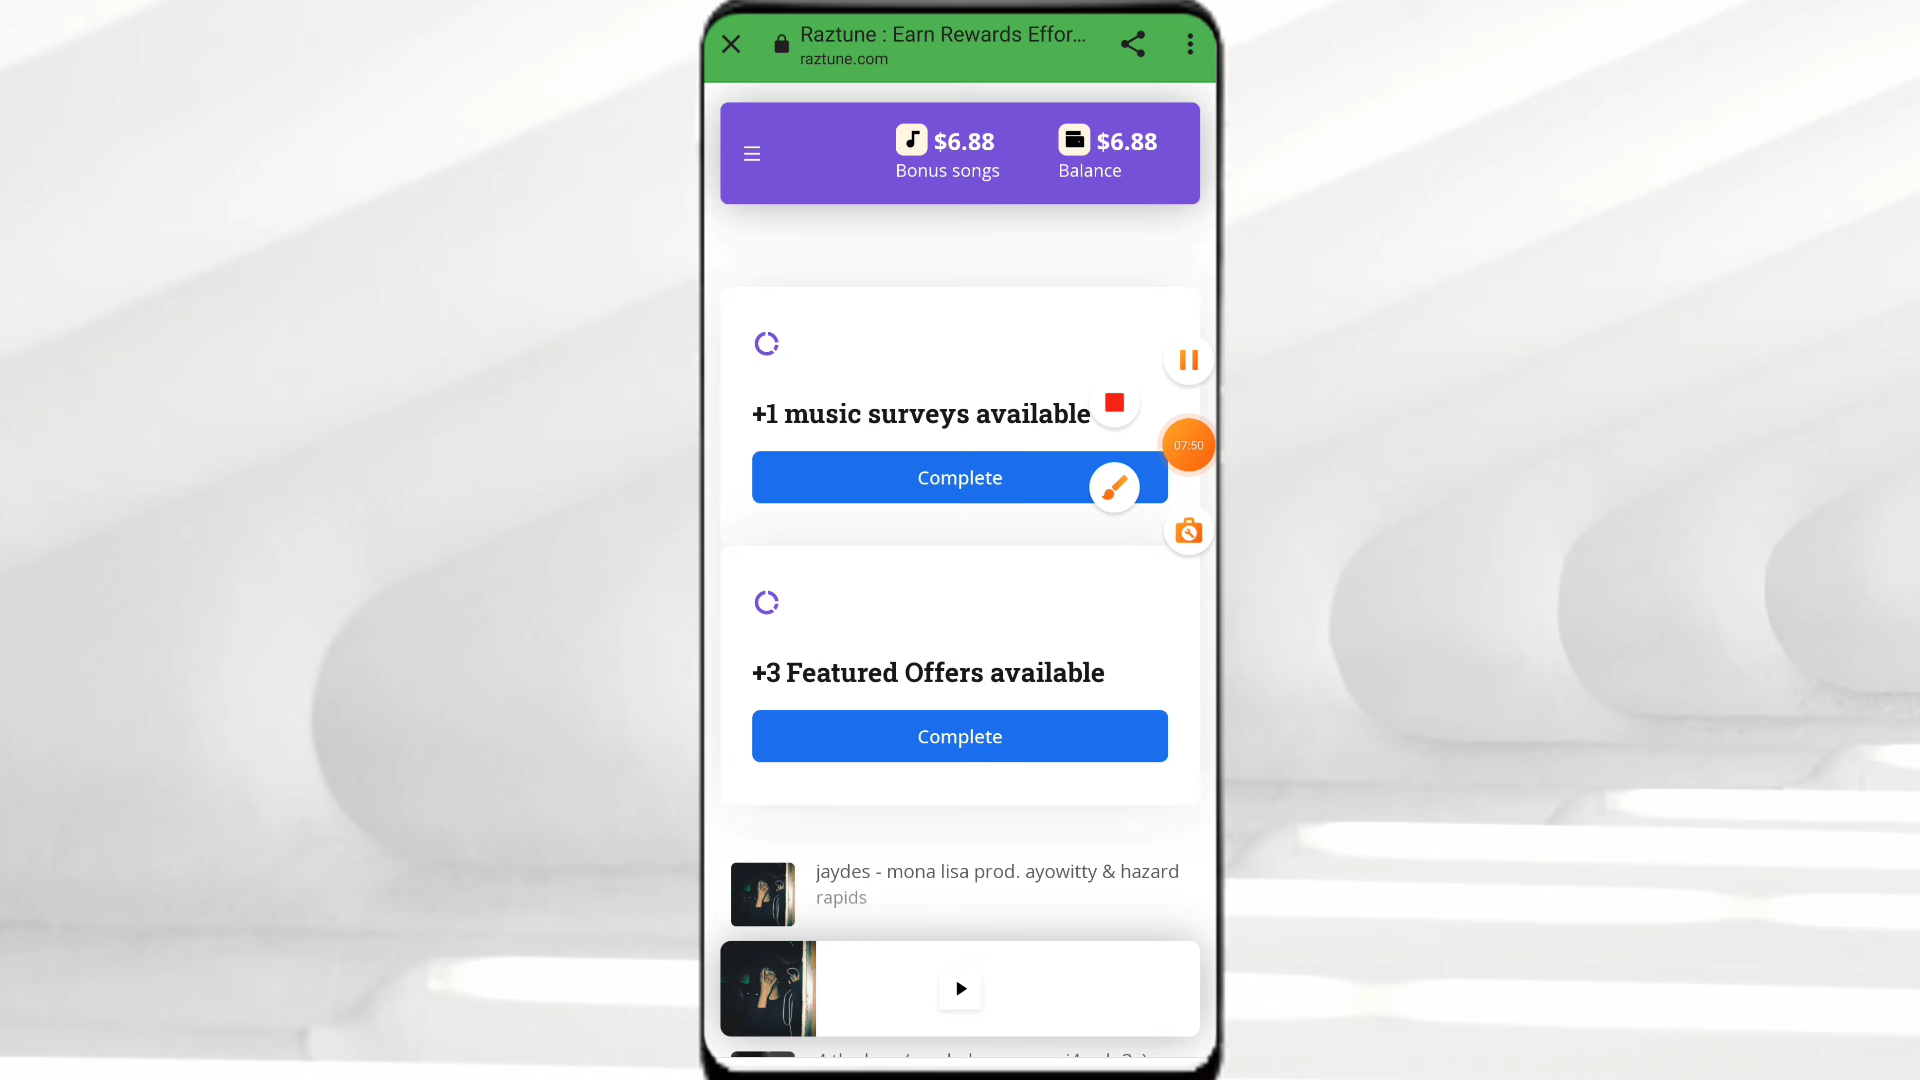 Raztune : Earn Rewards Effor...
raztune.com
$6.88
Bonus songs
$6.88
Balance
+1 music surveys available
07:50
Complete
+3 Featured Offers available
Complete
jaydes - mona lisa prod. ayowitty & hazard
rapids